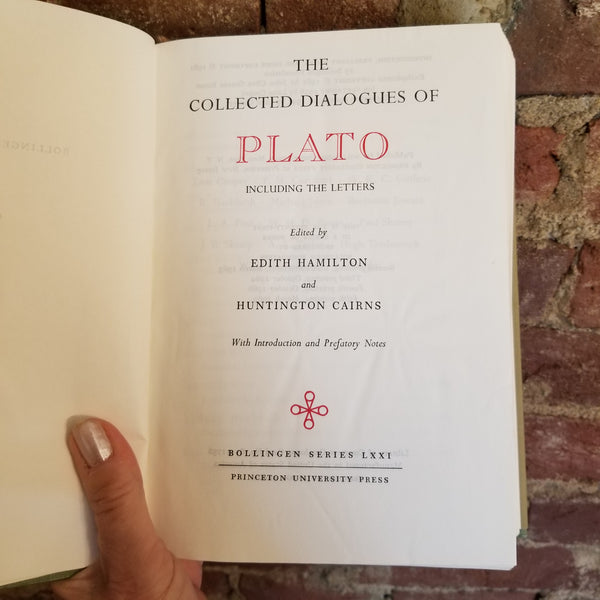 THE
COLLECTED DIALOGUES OF
PLATO
INCLUDING THE LETTERS
Edited by
EDITH HAMILTON
and
HUNTINGTON CAIRNS
With Introduction and Prefatory Notes
BOLLINGEN SERIES LXXI
PRINCETON UNIVERSITY PRESS